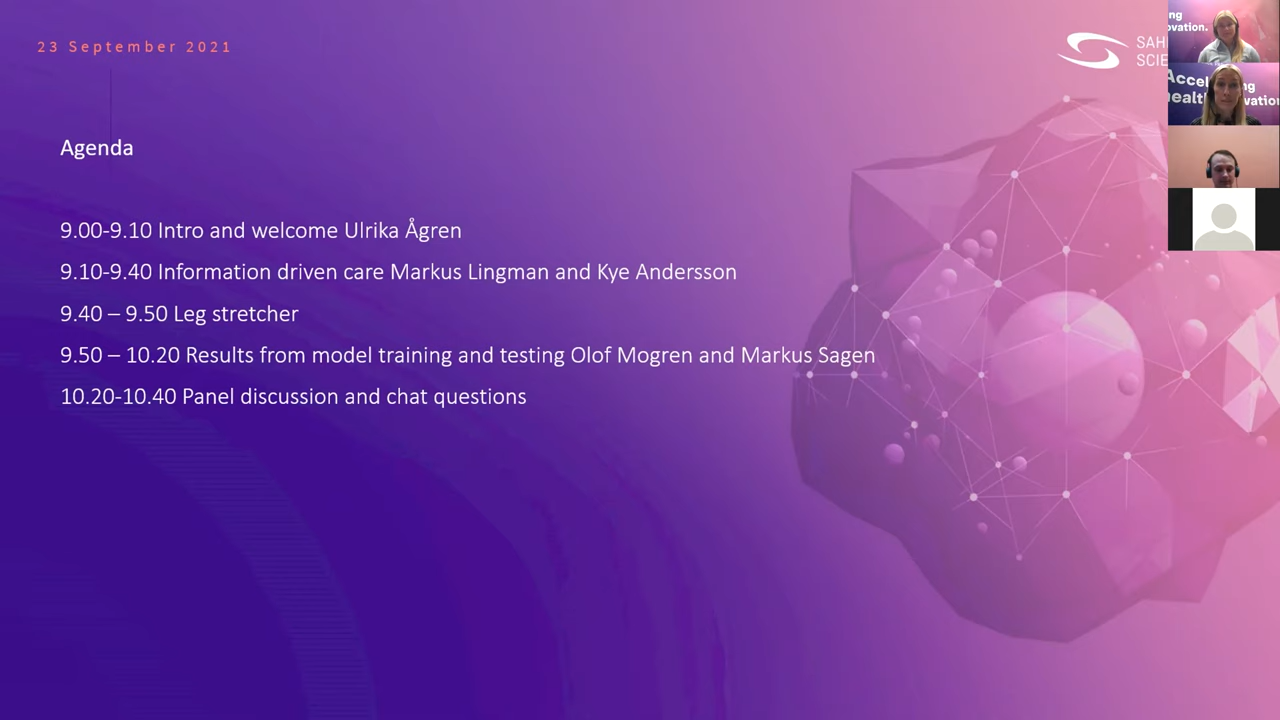 23 September 2021
Agenda
9.00-9.10 Intro and welcome Ulrika Ågren
9.10-9.40 Information driven care Markus Lingman and Kye Andersson
9.40 – 9.50 Leg stretcher
9.50 – 10.20 Results from model training and testing Olof Mogren and Markus Sagen
10.20-10.40 Panel discussion and chat questions